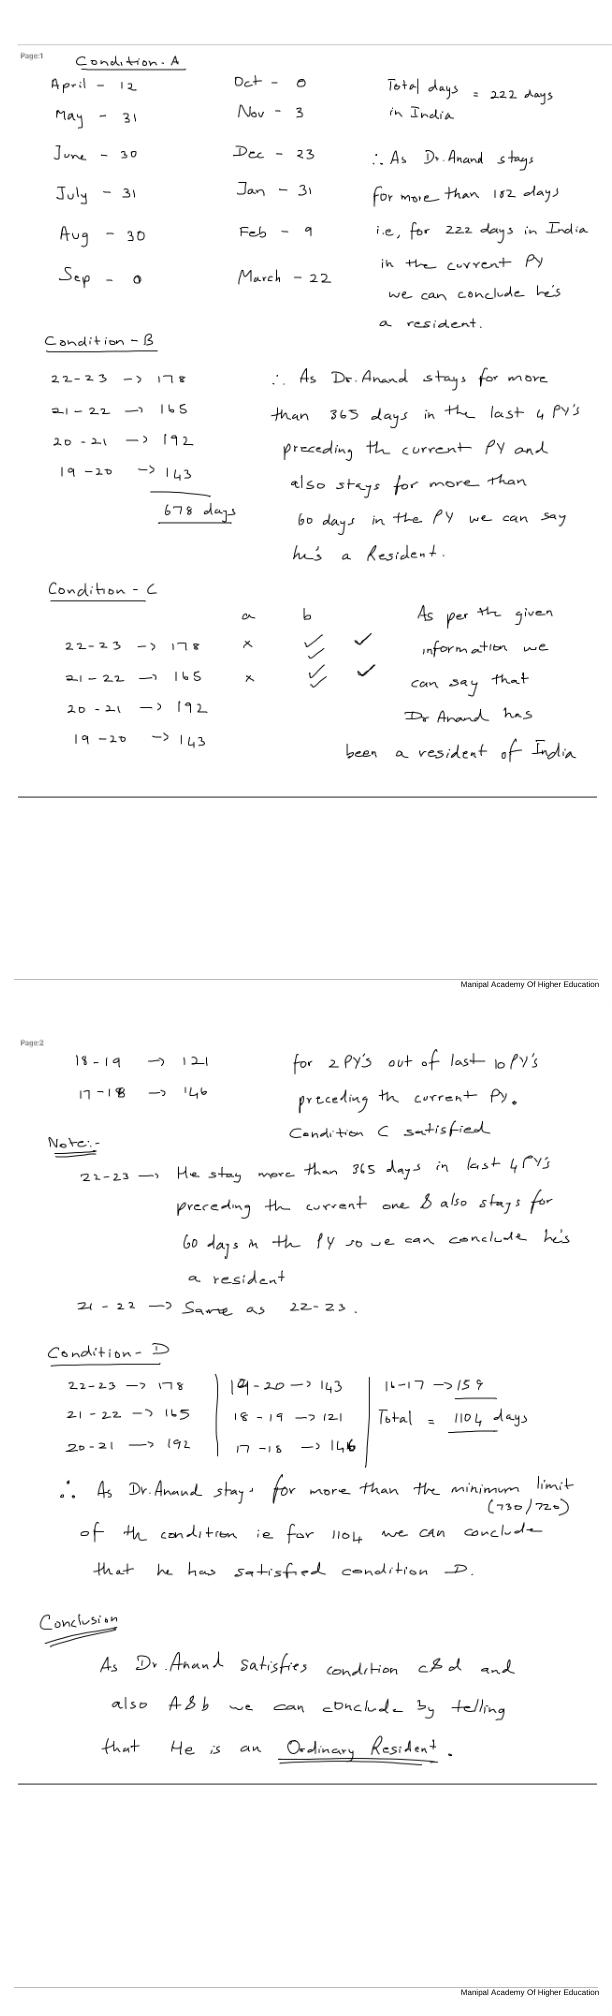 Page:1
Condition. A
April - 12
May - 31
June - 30
July - 31
Aug - 30
Sep - 0
Oct - 0
Nov - 3
Dec - 23
Jan - 31
Feb - 9
March - 22
Total days = 222 days
in India
∴ As Dr. Anand stays
for more than 182 days
i.e, for 222 days in India
in the current PY
we can conclude he's
a resident.
Condition - B
22-23 -> 178
21-22 -> 165
20-21 -> 192
19-20 -> 143
678 days
∴ As Dr. Anand stays for more
than 365 days in the last 4 PY's
preceding the current PY and
also stays for more than
60 days in the PY we can say
he's a Resident.
Condition - C
a b
22-23 -> 178 × ✓✓ ✓
21-22 -> 165 × ✓✓ ✓
20-21 -> 192
19-20 -> 143
As per the given
information we
can say that
Dr Anand has
been a resident of India
Manipal Academy Of Higher Education
Page:2
18-19 -> 121
17-18 -> 146
for 2 PY's out of last 10 PY's
preceding th current PY.
Condition C satisfied
Note:-
22-23 -> He stay more than 365 days in last 4 PY's
preceding the current one & also stays for
60 days in the PY so we can conclude he's
a resident
21-22 -> Same as 22-23.
Condition - D
22-23 -> 178
21-22 -> 165
20-21 -> 192
19-20 -> 143
18-19 -> 121
17-18 -> 146
16-17 -> 159
Total = 1104 days
∴ As Dr. Anand stays for more than the minimum limit
(730/720)
of th condition ie for 1104 we can conclude
that he has satisfied condition D.
Conclusion
As Dr. Anand satisfies condition c&d and
also A&b we can conclude by telling
that He is an Ordinary Resident.
Manipal Academy Of Higher Education